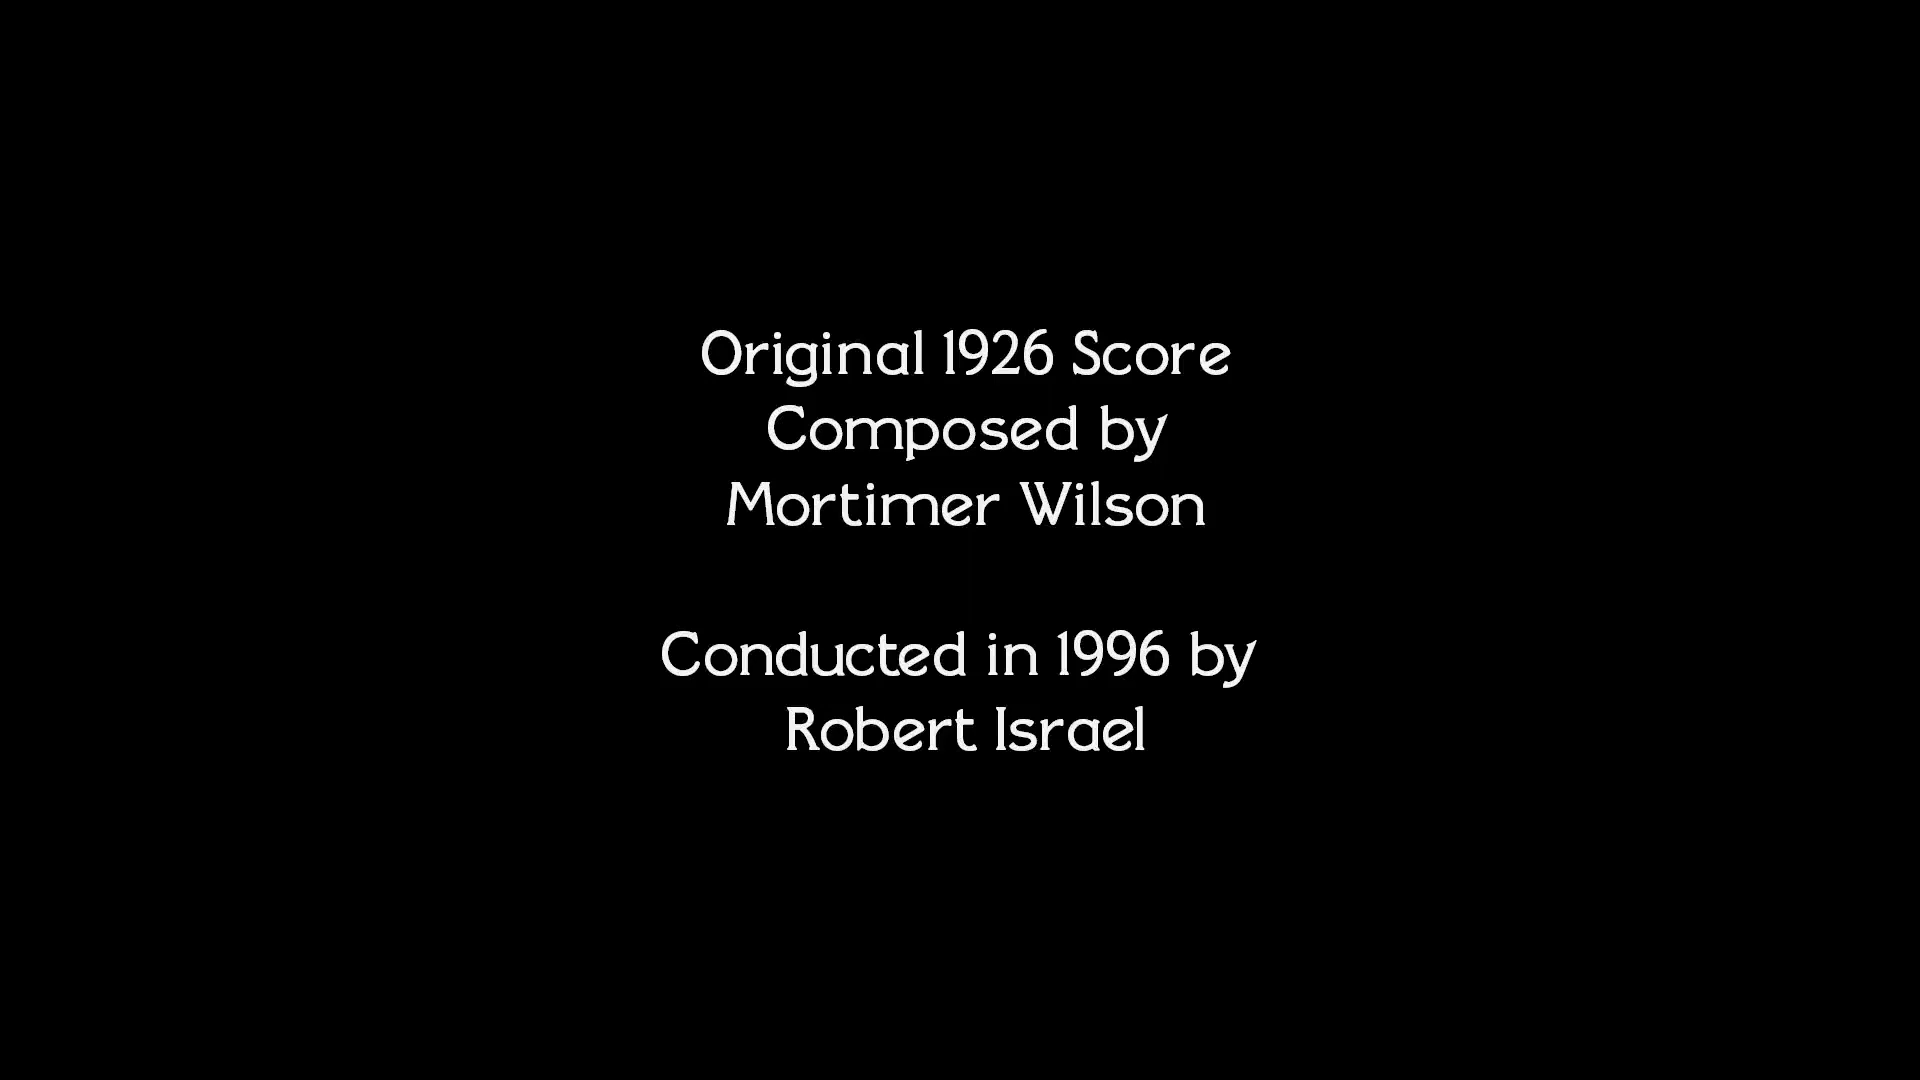 Original 1926 Score
Composed by
Mortimer Wilson
Conducted in 1996 by
Robert Israel